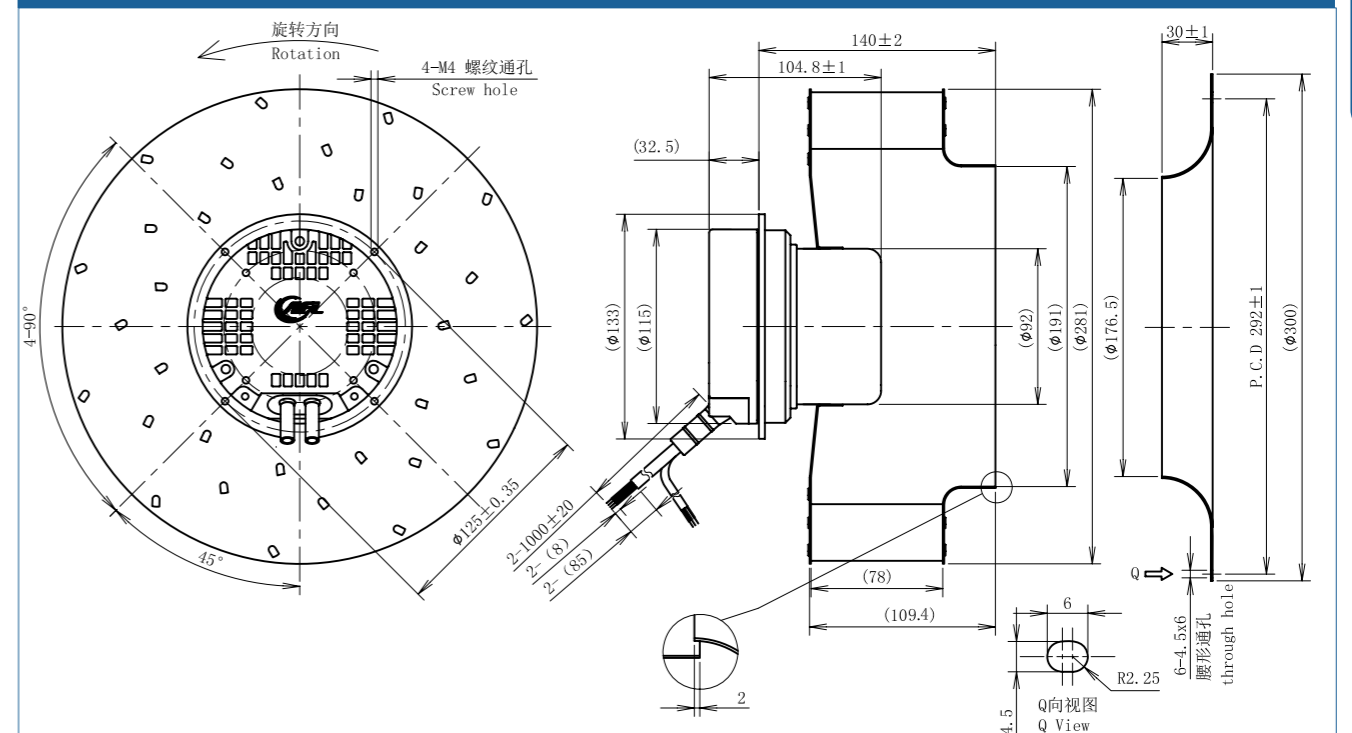 旋转方向
Rotation
4-M4 螺纹通孔
Screw hole
4-90°
45°
φ125±0.35
140±2
104.8±1
(32.5)
(φ133)
(φ115)
(φ92)
(φ191)
(φ281)
2-1000±20
2-(8)
2-(85)
(78)
(109.4)
2
30±1
(φ176.5)
P.C.D 292±1
(φ300)
Q
6-4.5x6
腰形通孔
through hole
6
4.5
R2.25
Q向视图
Q View